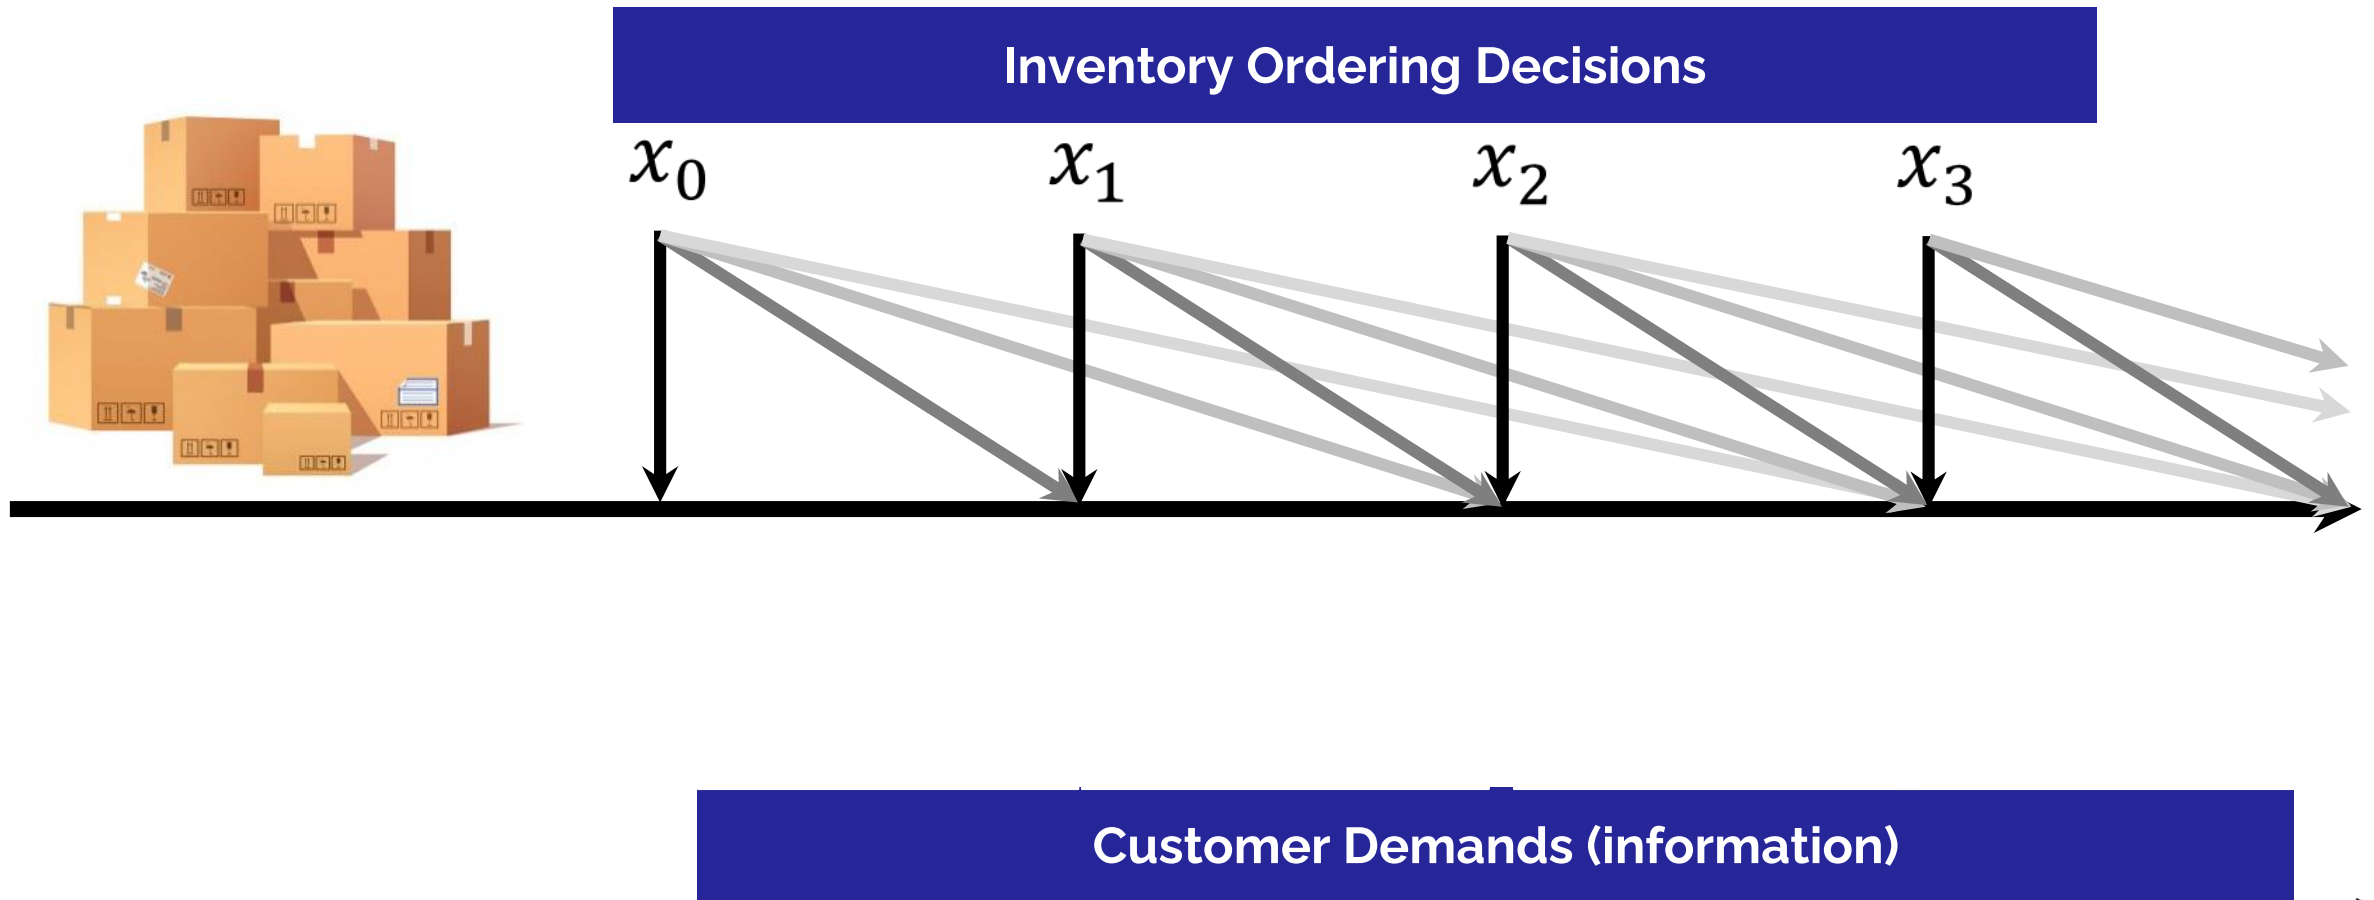 Inventory Ordering Decisions
x₀ x₁ x₂ x₃
Customer Demands (information)